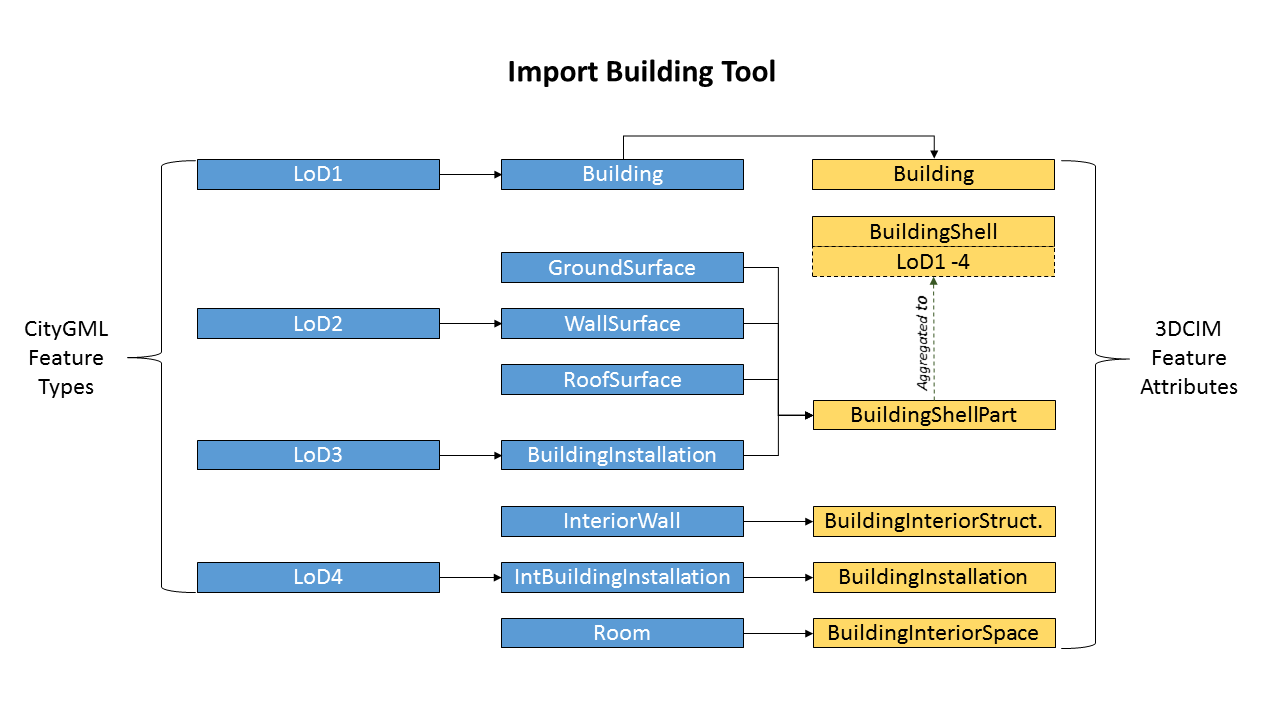 Import Building Tool
LoD1
Building
Building
BuildingShell
LoD1 -4
GroundSurface
LoD2
WallSurface
RoofSurface
Aggregated to
BuildingShellPart
CityGML
Feature
Types
3DCIM
Feature
Attributes
LoD3
BuildingInstallation
InteriorWall
BuildingInteriorStruct.
LoD4
IntBuildingInstallation
BuildingInstallation
Room
BuildingInteriorSpace